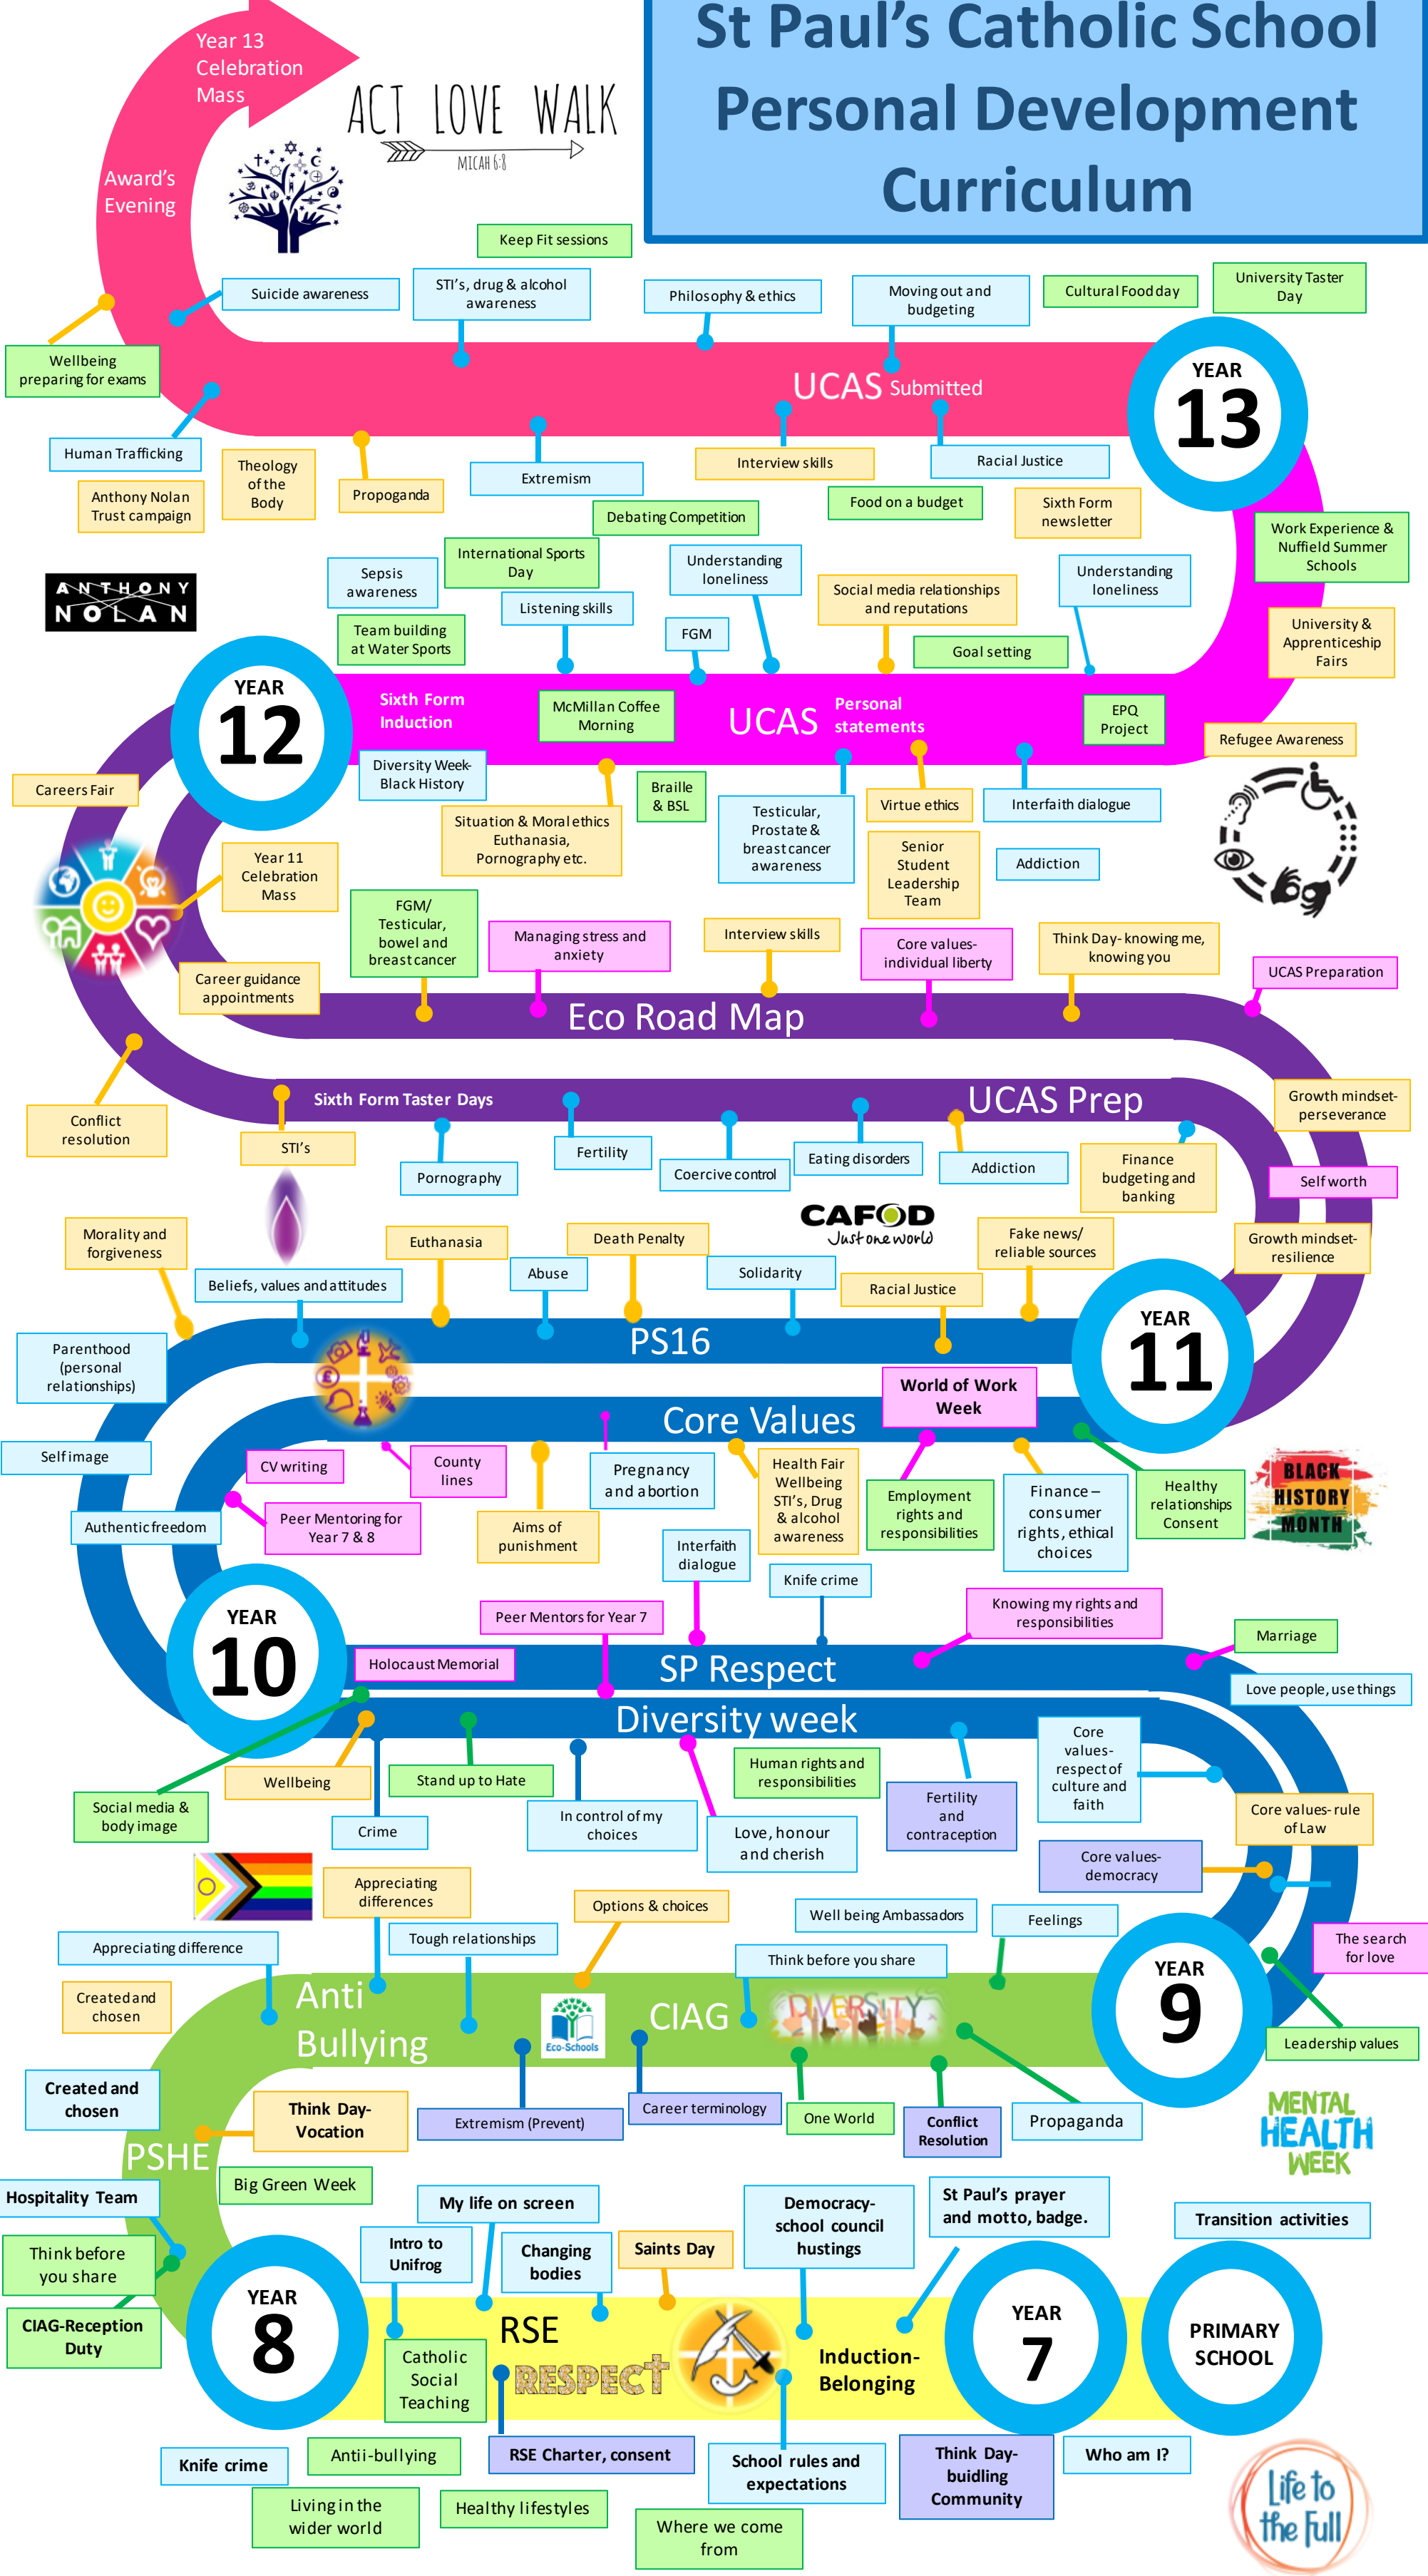 St Paul's Catholic School
Personal Development
Curriculum
Year 13
Celebration
Mass
ACT LOVE WALK
MICAH 6:8
Award's
Evening
Keep Fit sessions
Suicide awareness
STI's, drug & alcohol
awareness
Philosophy & ethics
Moving out and
budgeting
Cultural Food day
University Taster
Day
Wellbeing
preparing for exams
UCAS Submitted
YEAR
13
Human Trafficking
Anthony Nolan
Trust campaign
Theology
of the
Body
Propoganda
Extremism
Interview skills
Racial Justice
Debating Competition
Food on a budget
Sixth Form
newsletter
Work Experience &
Nuffield Summer
Schools
ANTHONY
NOLAN
Sepsis
awareness
International Sports
Day
Listening skills
Understanding
loneliness
Social media relationships
and reputations
Understanding
loneliness
University &
Apprenticeship
Fairs
Team building
at Water Sports
FGM
Goal setting
YEAR
12
Sixth Form
Induction
McMillan Coffee
Morning
UCAS
Personal
statements
EPQ
Project
Refugee Awareness
Careers Fair
Diversity Week-
Black History
Situation & Moral ethics
Euthanasia,
Pornography etc.
Braille
& BSL
Testicular,
Prostate &
breast cancer
awareness
Virtue ethics
Interfaith dialogue
Senior
Student
Leadership
Team
Addiction
Year 11
Celebration
Mass
FGM/
Testicular,
bowel and
breast cancer
Managing stress and
anxiety
Interview skills
Core values-
individual liberty
Think Day- knowing me,
knowing you
UCAS Preparation
Career guidance
appointments
Eco Road Map
Conflict
resolution
Sixth Form Taster Days
UCAS Prep
Growth mindset-
perseverance
STI's
Pornography
Fertility
Coercive control
Eating disorders
Addiction
Finance
budgeting and
banking
Self worth
CAFOD
Just one world
Morality and
forgiveness
Euthanasia
Death Penalty
Fake news/
reliable sources
Growth mindset-
resilience
Beliefs, values and attitudes
Abuse
Solidarity
Racial Justice
Parenthood
(personal
relationships)
PS16
YEAR
11
£
World of Work
Week
Core Values
Self image
CV writing
County
lines
Pregnancy
and abortion
Health Fair
Wellbeing
STI's, Drug
& alcohol
awareness
Employment
rights and
responsibilities
Finance –
consumer
rights, ethical
choices
Healthy
relationships
Consent
BLACK
HISTORY
MONTH
Authentic freedom
Peer Mentoring for
Year 7 & 8
Aims of
punishment
Interfaith
dialogue
Knife crime
YEAR
10
Peer Mentors for Year 7
Knowing my rights and
responsibilities
Marriage
Holocaust Memorial
SP Respect
Love people, use things
Diversity week
Wellbeing
Stand up to Hate
Human rights and
responsibilities
Core
values-
respect of
culture and
faith
Social media &
body image
Crime
In control of my
choices
Love, honour
and cherish
Fertility
and
contraception
Core values- rule
of Law
Core values-
democracy
Appreciating
differences
Options & choices
Well being Ambassadors
Feelings
Appreciating difference
Tough relationships
Think before you share
The search
for love
Created and
chosen
Anti
Bullying
Eco-Schools
CIAG
DIVERSITY
YEAR
9
Leadership values
Created and
chosen
Think Day-
Vocation
Extremism (Prevent)
Career terminology
One World
Conflict
Resolution
Propaganda
MENTAL
HEALTH
WEEK
PSHE
Big Green Week
Hospitality Team
My life on screen
Democracy-
school council
hustings
St Paul's prayer
and motto, badge.
Transition activities
Think before
you share
Intro to
Unifrog
Changing
bodies
Saints Day
CIAG-Reception
Duty
YEAR
8
RSE
Catholic
Social
Teaching
RESPECT
Induction-
Belonging
YEAR
7
PRIMARY
SCHOOL
Knife crime
Antii-bullying
RSE Charter, consent
School rules and
expectations
Think Day-
buidling
Community
Who am I?
Living in the
wider world
Healthy lifestyles
Where we come
from
Life to
the full